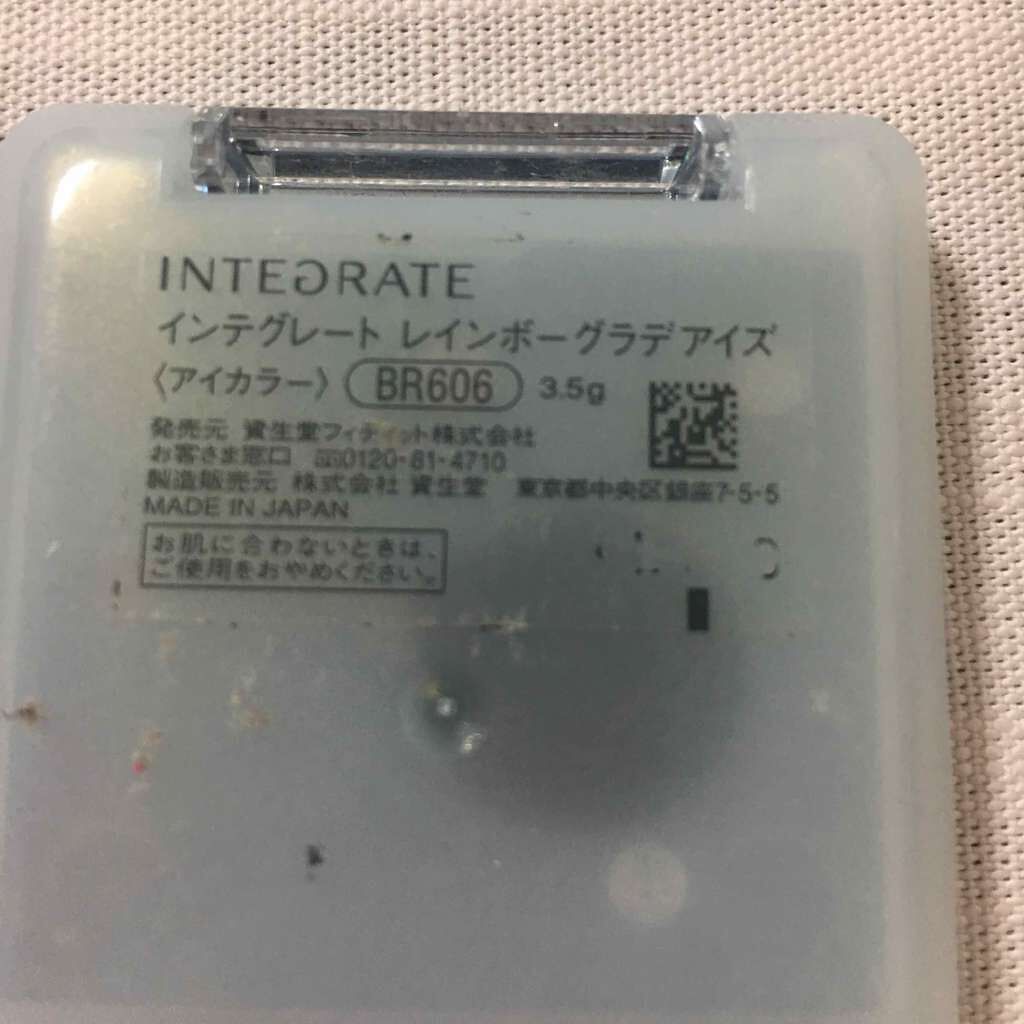 INTEGRATE
インテグレート レインボーグラデアイズ
〈アイカラー〉 BR606 3.5g
発売元 資生堂フィティット株式会社
お客さま窓口 0120-81-4710
製造販売元 株式会社 資生堂 東京都中央区銀座7-5-5
MADE IN JAPAN
お肌に合わないときは、
ご使用をおやめください。